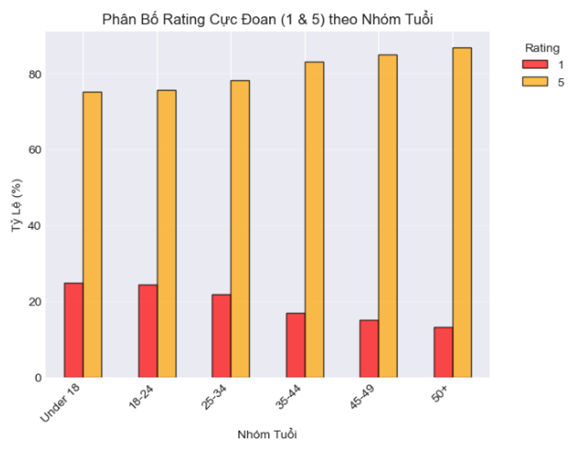 Phân Bố Rating Cực Đoan (1 & 5) theo Nhóm Tuổi
Rating
1
5
Tỷ Lệ (%)
80
60
40
20
0
Under 18
18-24
25-34
35-44
45-49
50+
Nhóm Tuổi